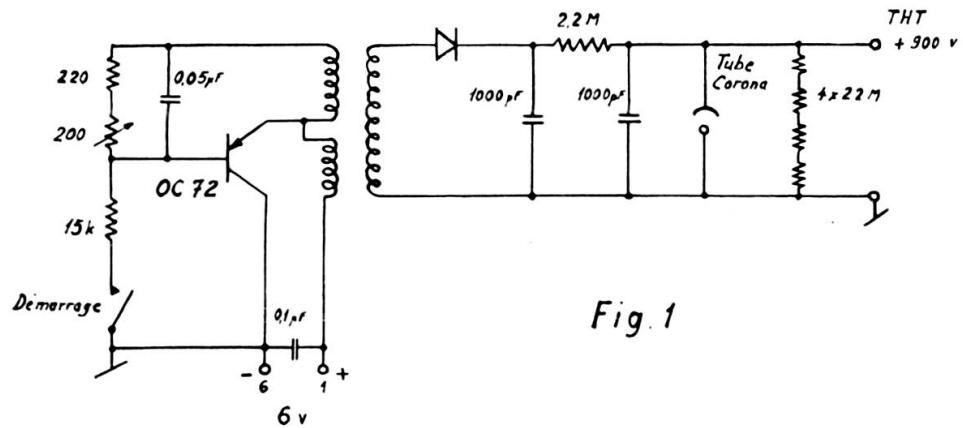 220
0,05µF
200
OC 72
15k
Démarrage
0,1µF
- 6
1 +
6 v
2,2 M
1000pF
1000pF
Tube
Corona
4 x 22 M
THT
+ 900 v
Fig. 1